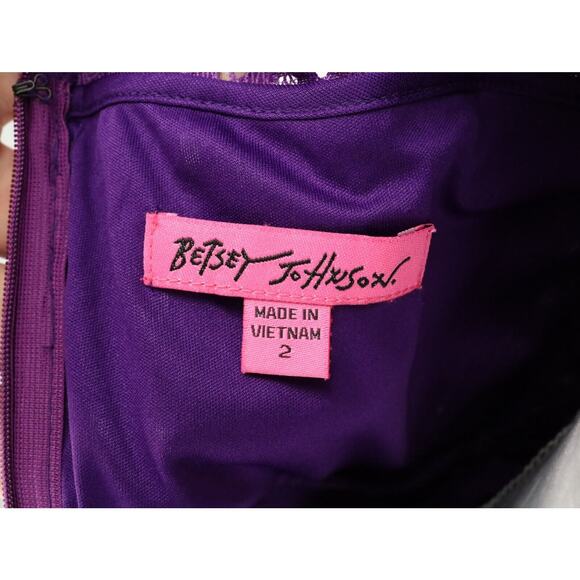 BETSEY JOHNSON.
MADE IN
VIETNAM
2